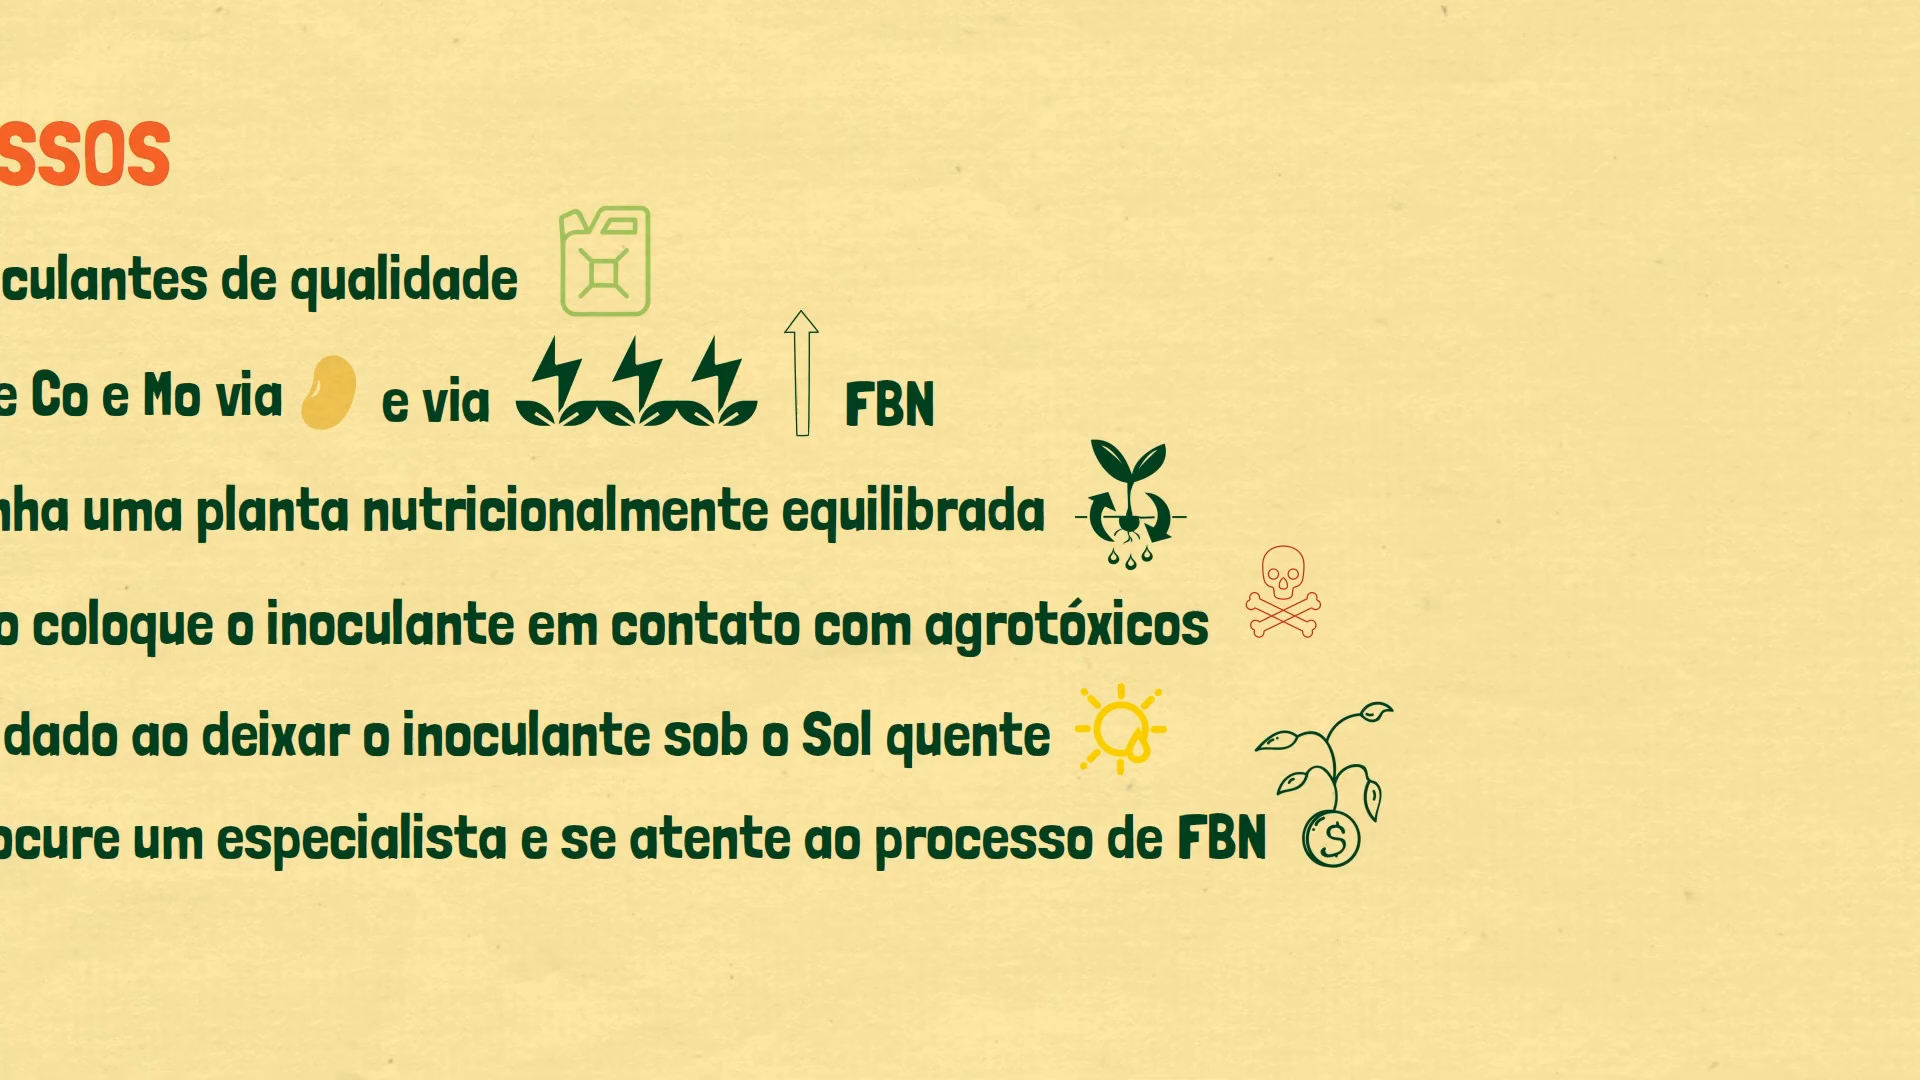 SSOS
culantes de qualidade
e Co e Mo via e via FBN
nha uma planta nutricionalmente equilibrada
o coloque o inoculante em contato com agrotóxicos
dado ao deixar o inoculante sob o Sol quente
ocure um especialista e se atente ao processo de FBN
$